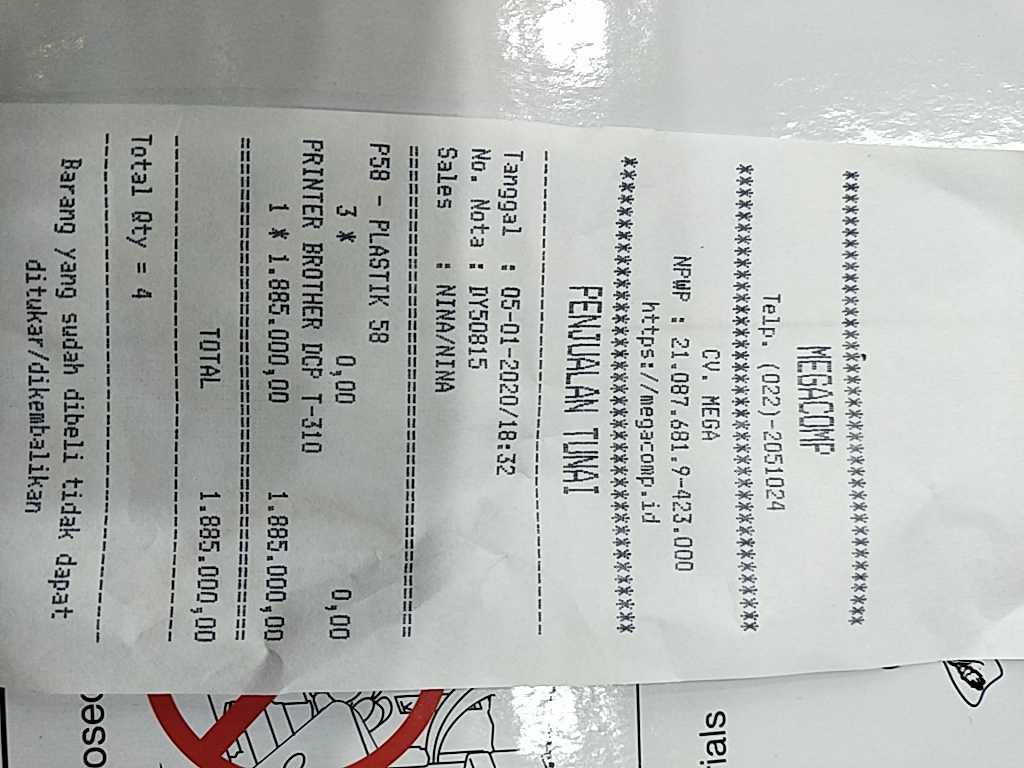 *****************************************
MEGACOMP
Telp. (022)-2051024
*****************************************
CV. MEGA
NPWP : 21.087.681.9-423.000
https://megacomp.id
*****************************************
PENJUALAN TUNAI
-----------------------------------------
Tanggal : 05-01-2020/18:32
No. Nota : DY50815
Sales : NINA/NINA
=========================================
P58 - PLASTIK 58
3 * 0,00 0,00
PRINTER BROTHER DCP T-310
1 * 1.885.000,00 1.885.000,00
=========================================
TOTAL 1.885.000,00
-----------------------------------------
Total Qty = 4
-----------------------------------------
Barang yang sudah dibeli tidak dapat
ditukar/dikembalikan